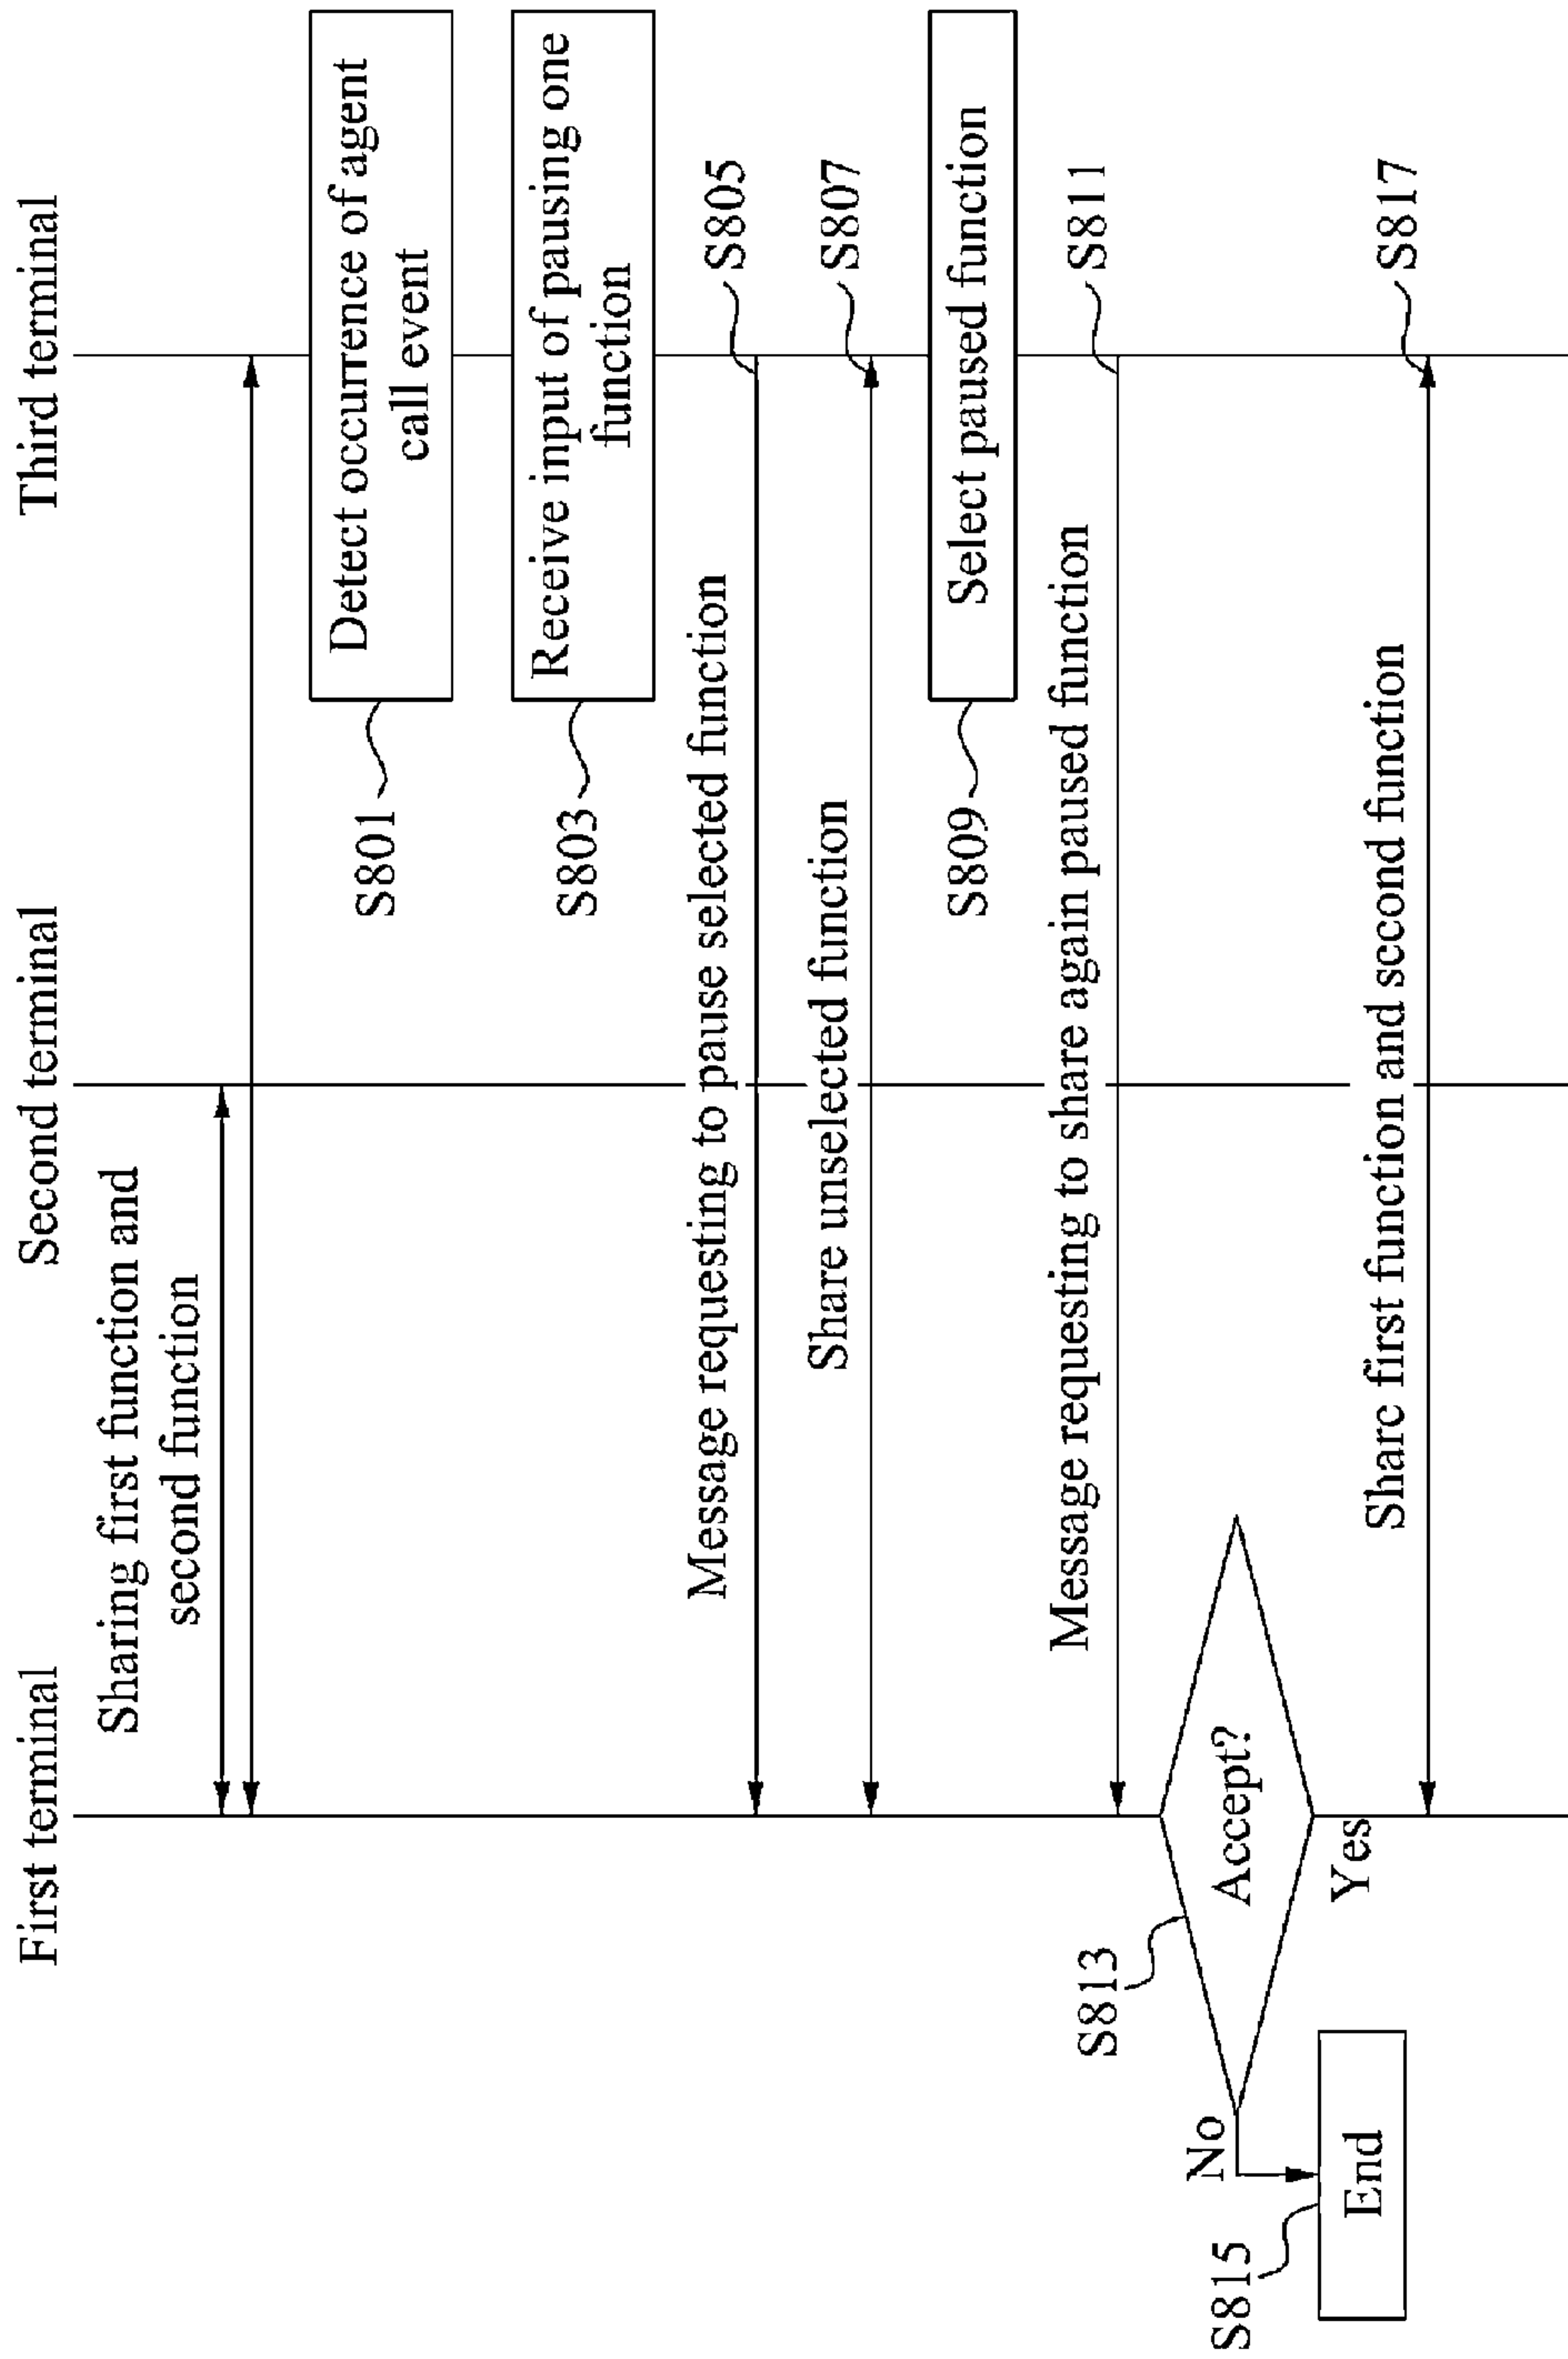 First terminal
Second terminal
Third terminal
Sharing first function and
second function
Detect occurrence of agent
call event
S801
Receive input of pausing one
function
S803
Message requesting to pause selected function
S805
Share unselected function
S807
Select paused function
S809
Message requesting to share again paused function
S811
Accept?
S813
No
Yes
End
S815
Share first function and second function
S817